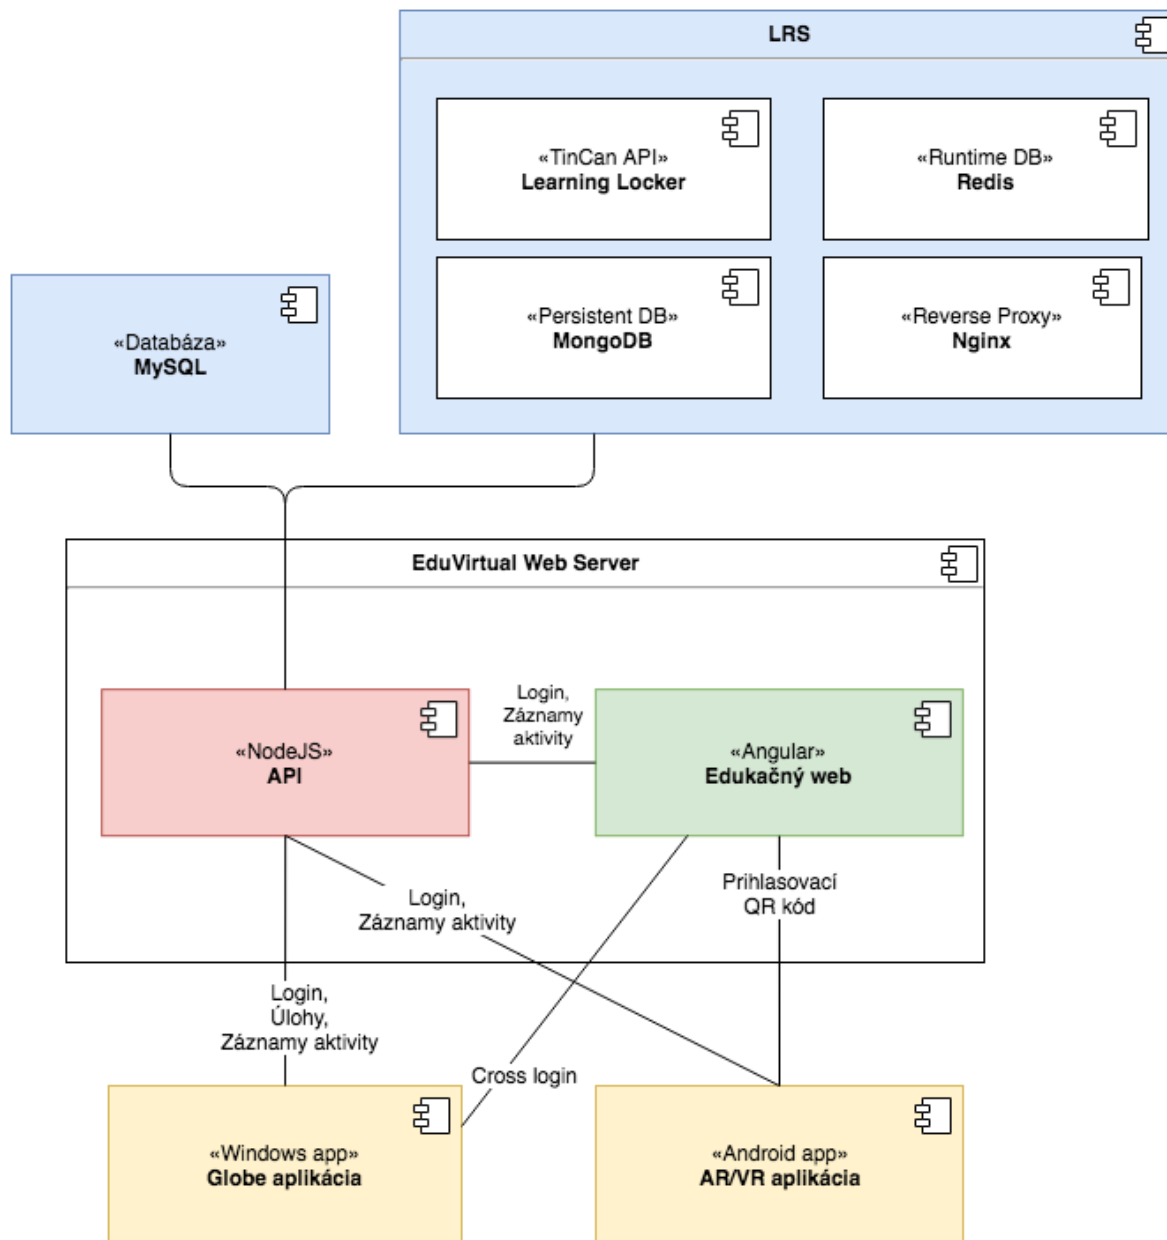 LRS
«TinCan API»
Learning Locker
«Runtime DB»
Redis
«Persistent DB»
MongoDB
«Reverse Proxy»
Nginx
«Databáza»
MySQL
EduVirtual Web Server
«NodeJS»
API
Login,
Záznamy
aktivity
«Angular»
Edukačný web
Login,
Záznamy aktivity
Prihlasovací
QR kód
Login,
Úlohy,
Záznamy aktivity
Cross login
«Windows app»
Globe aplikácia
«Android app»
AR/VR aplikácia